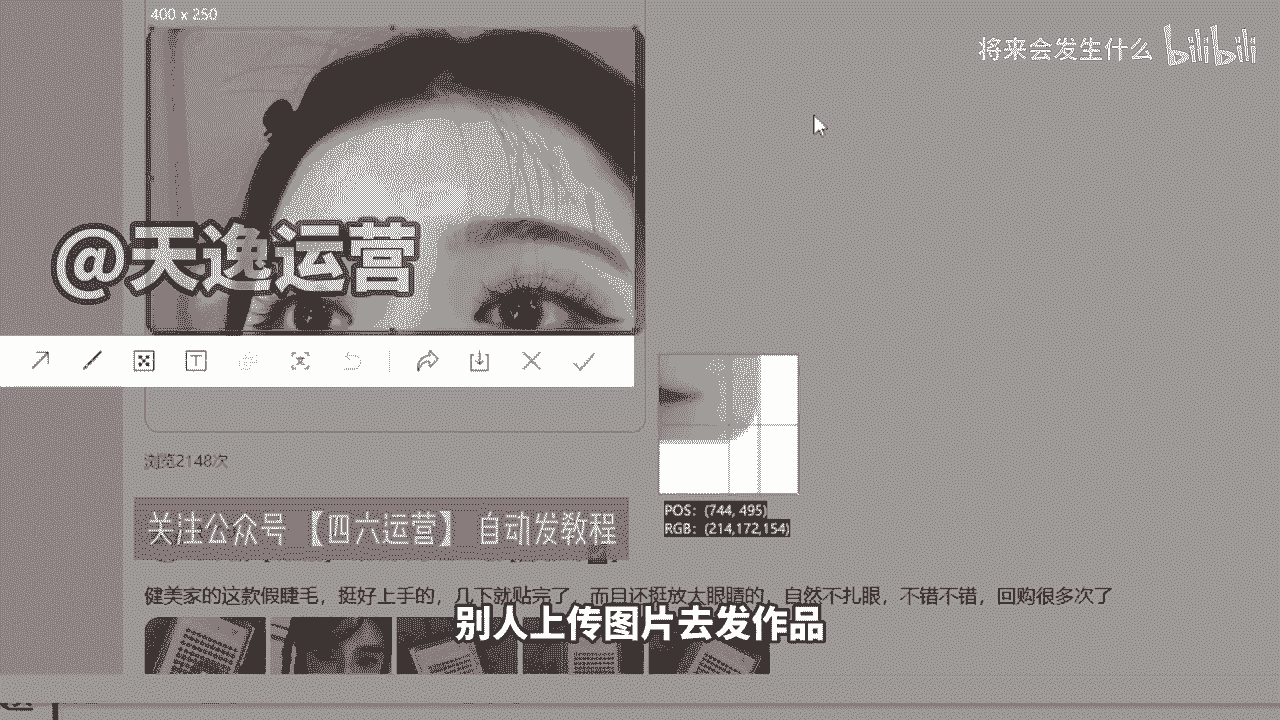 400 x 250
将来会发生什么 bilibili
@天逸运营
T
浏览2148次
POS: (744, 495)
RGB: (214,172,154)
关注公众号 【四六运营】 自动发教程
健美家的这款假睫毛，挺好上手的，几下就贴完了，而且还挺放大眼睛的，自然不扎眼，不错不错，回购很多次了
别人上传图片去发作品